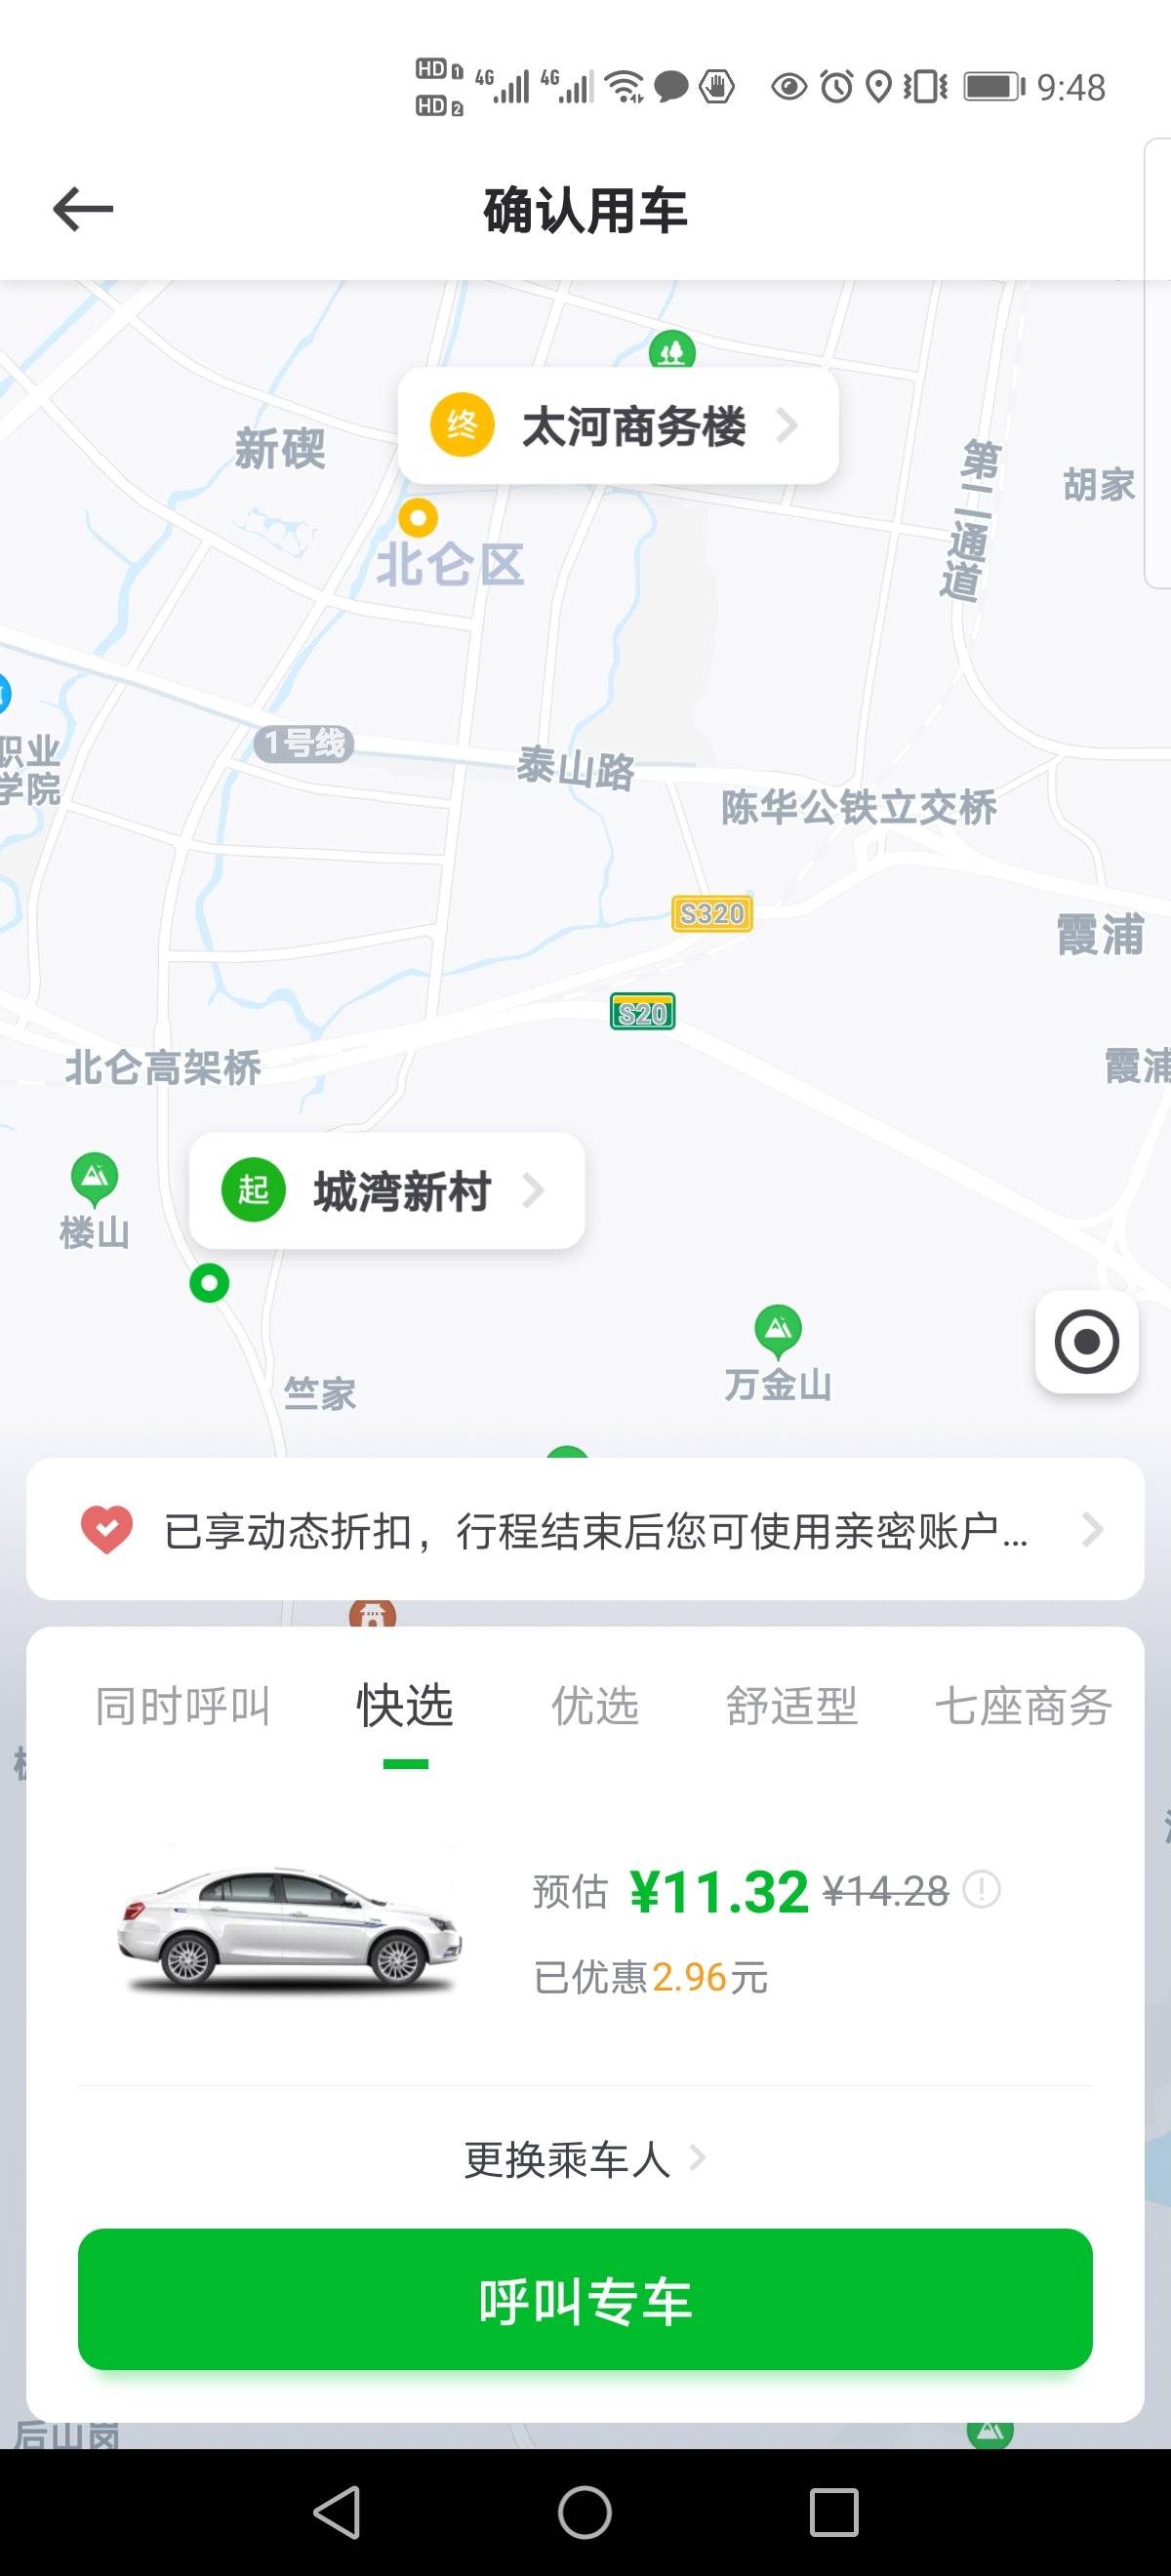 HD 1 4G 4G 9:48
HD 2
确认用车
终 太河商务楼
新碶
第二通道
胡家
北仑区
1号线
泰山路
职业
学院
陈华公铁立交桥
S320
霞浦
S20
北仑高架桥
霞浦
起 城湾新村
楼山
万金山
竺家
已享动态折扣，行程结束后您可使用亲密账户...
同时呼叫 快选 优选 舒适型 七座商务
预估 ¥11.32 ¥14.28
已优惠2.96元
更换乘车人
呼叫专车
后山岗